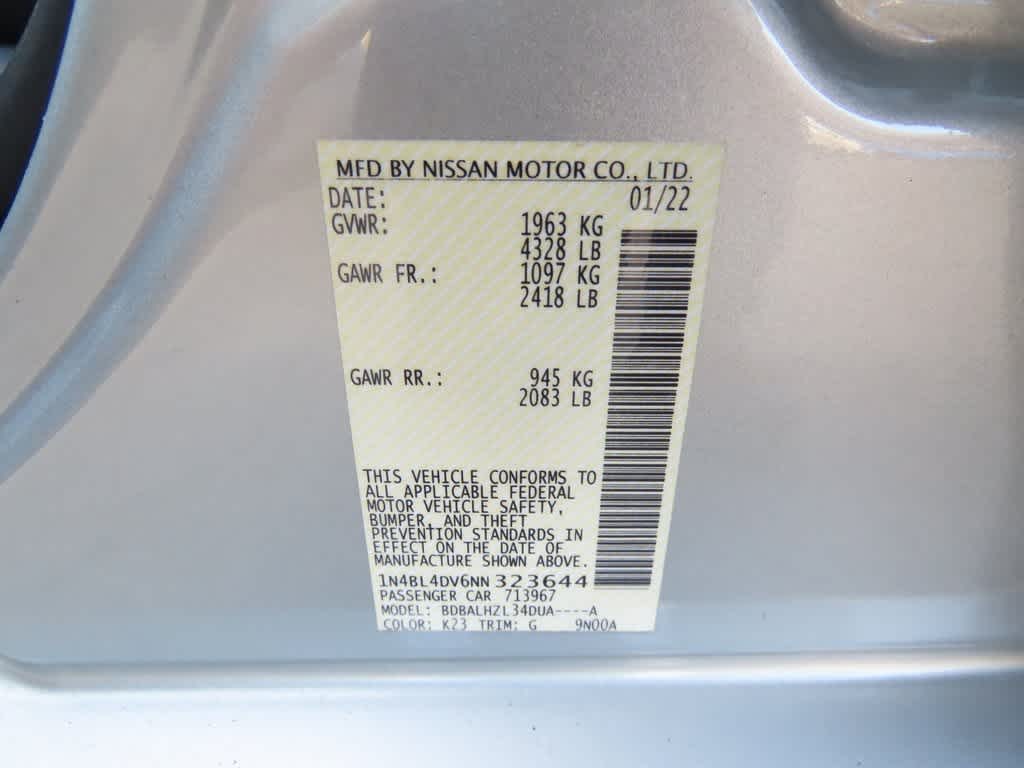 MFD BY NISSAN MOTOR CO., LTD.
DATE: 01/22
GVWR: 1963 KG
4328 LB
GAWR FR.: 1097 KG
2418 LB
GAWR RR.: 945 KG
2083 LB
THIS VEHICLE CONFORMS TO
ALL APPLICABLE FEDERAL
MOTOR VEHICLE SAFETY,
BUMPER, AND THEFT
PREVENTION STANDARDS IN
EFFECT ON THE DATE OF
MANUFACTURE SHOWN ABOVE.
1N4BL4DV6NN 323644
PASSENGER CAR 713967
MODEL: BDBALHZL34DUA----A
COLOR: K23 TRIM: G 9N00A